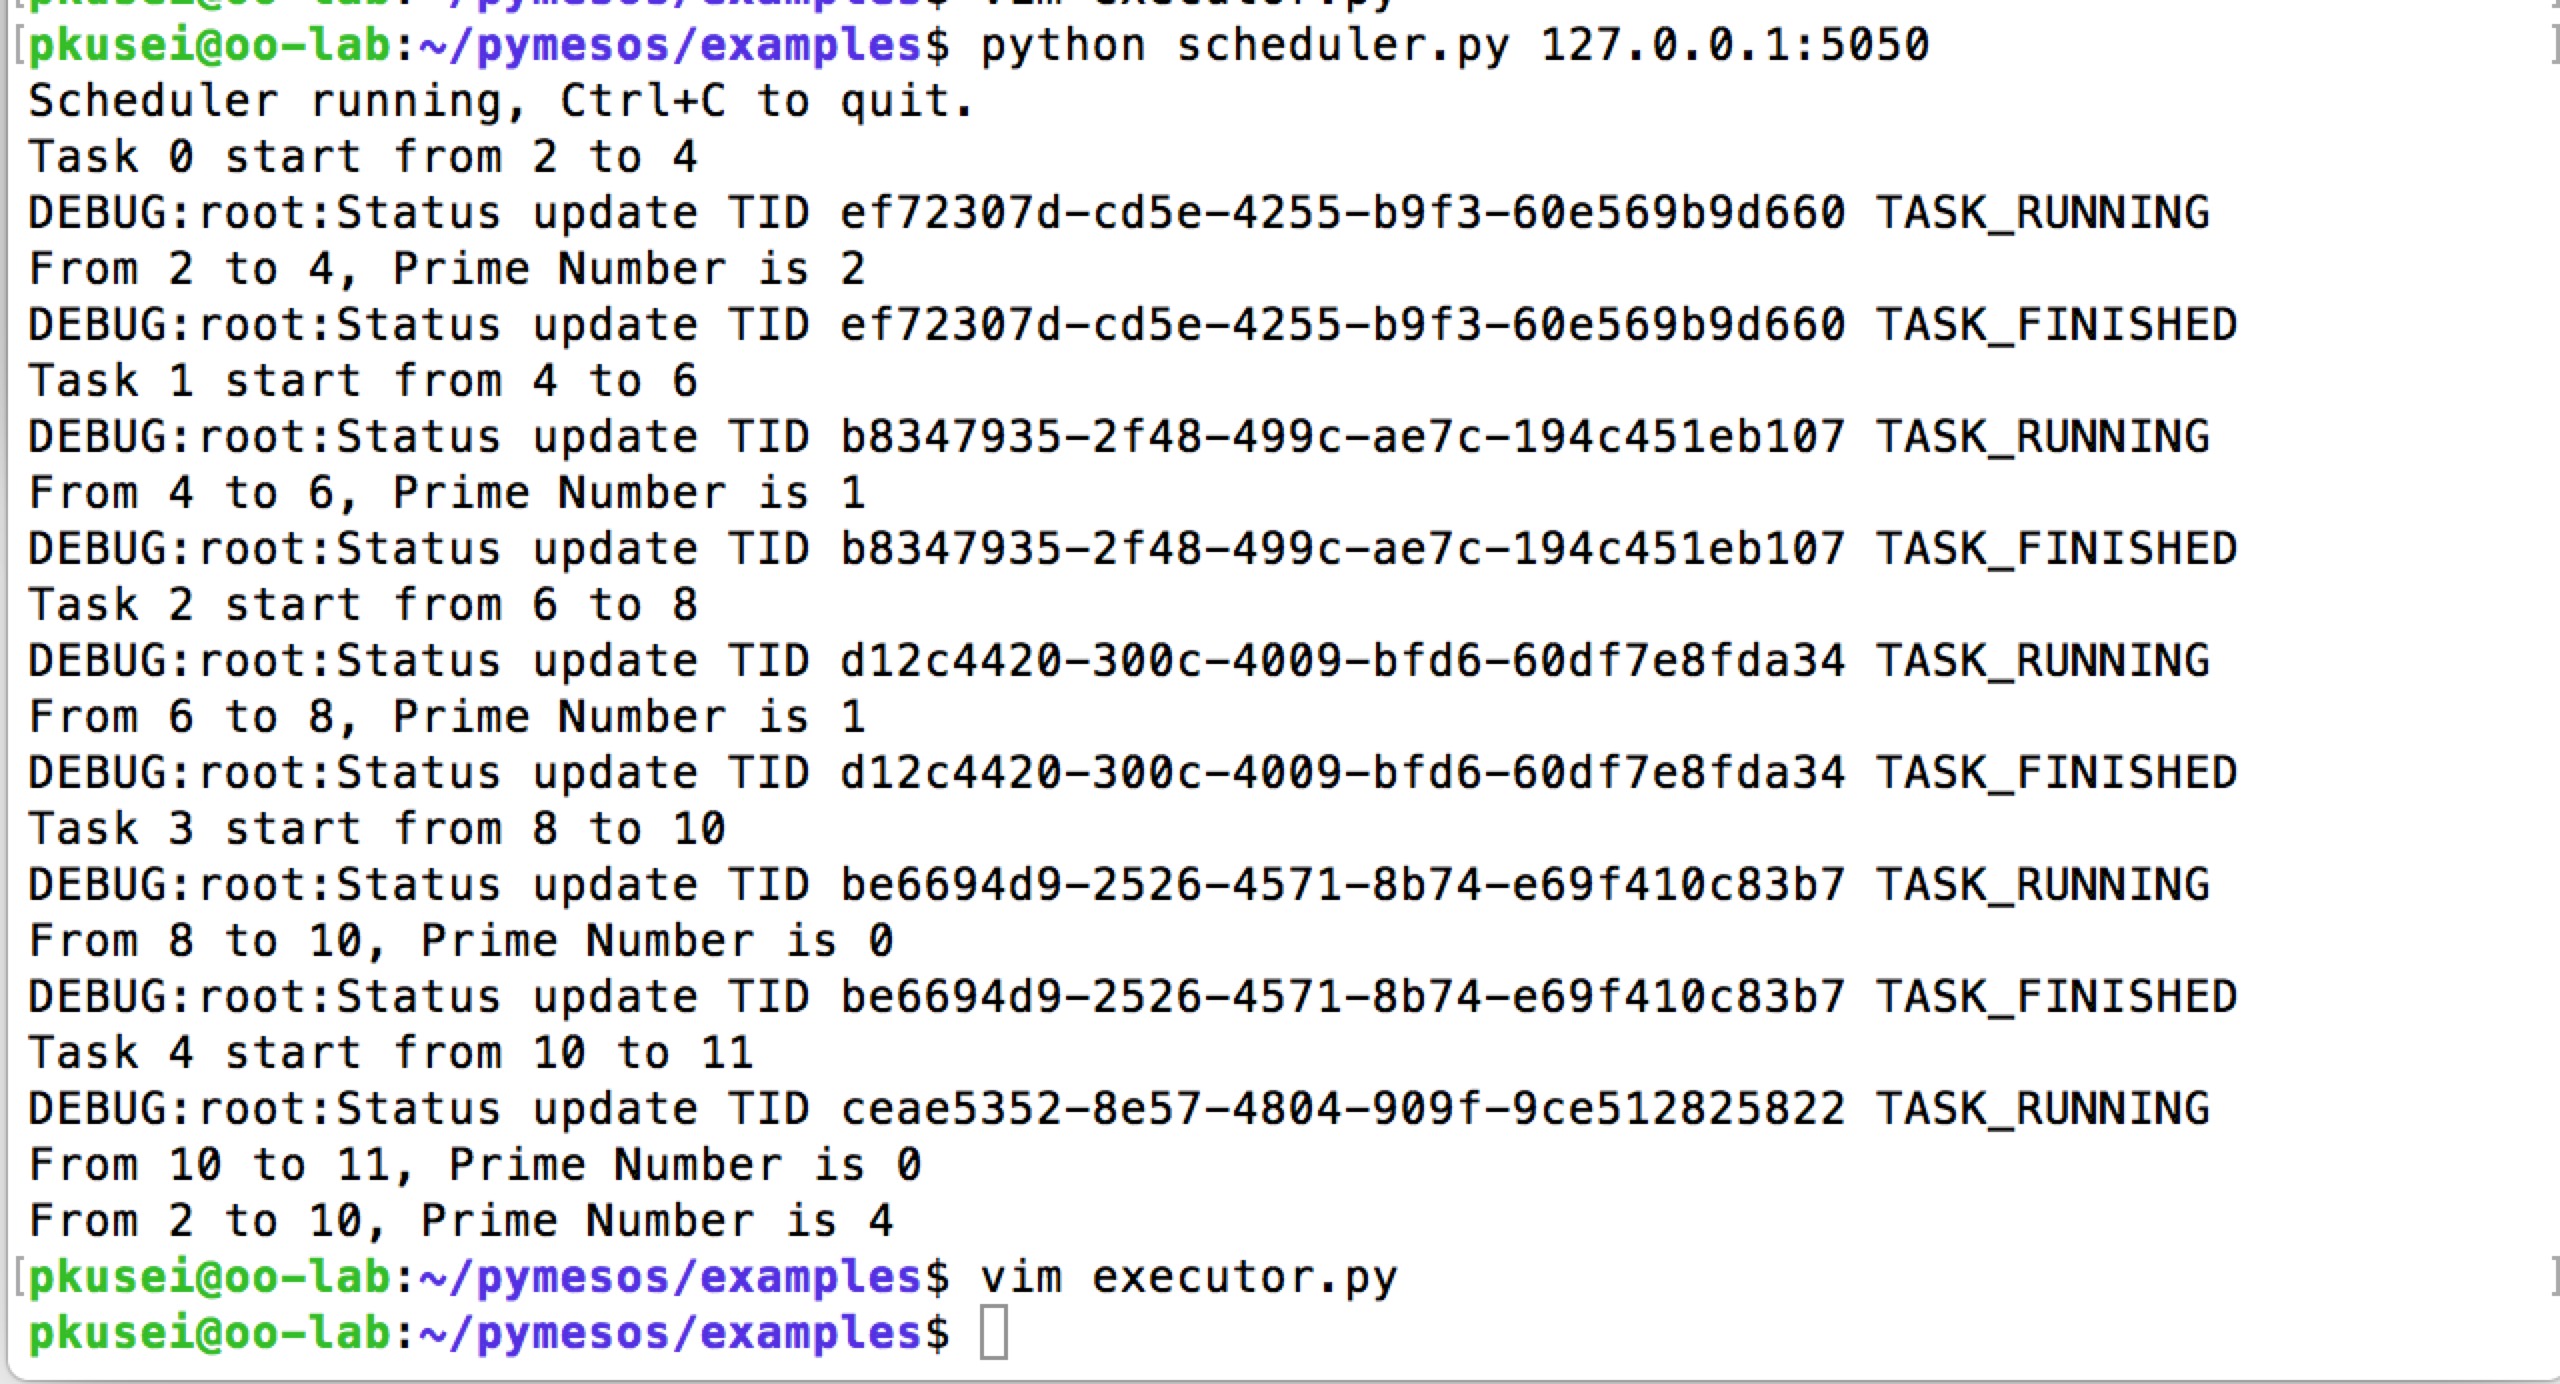 [pkusei@oo-lab:~/pymesos/examples$ vim executor.py ]
[pkusei@oo-lab:~/pymesos/examples$ python scheduler.py 127.0.0.1:5050 ]
Scheduler running, Ctrl+C to quit.
Task 0 start from 2 to 4
DEBUG:root:Status update TID ef72307d-cd5e-4255-b9f3-60e569b9d660 TASK_RUNNING
From 2 to 4, Prime Number is 2
DEBUG:root:Status update TID ef72307d-cd5e-4255-b9f3-60e569b9d660 TASK_FINISHED
Task 1 start from 4 to 6
DEBUG:root:Status update TID b8347935-2f48-499c-ae7c-194c451eb107 TASK_RUNNING
From 4 to 6, Prime Number is 1
DEBUG:root:Status update TID b8347935-2f48-499c-ae7c-194c451eb107 TASK_FINISHED
Task 2 start from 6 to 8
DEBUG:root:Status update TID d12c4420-300c-4009-bfd6-60df7e8fda34 TASK_RUNNING
From 6 to 8, Prime Number is 1
DEBUG:root:Status update TID d12c4420-300c-4009-bfd6-60df7e8fda34 TASK_FINISHED
Task 3 start from 8 to 10
DEBUG:root:Status update TID be6694d9-2526-4571-8b74-e69f410c83b7 TASK_RUNNING
From 8 to 10, Prime Number is 0
DEBUG:root:Status update TID be6694d9-2526-4571-8b74-e69f410c83b7 TASK_FINISHED
Task 4 start from 10 to 11
DEBUG:root:Status update TID ceae5352-8e57-4804-909f-9ce512825822 TASK_RUNNING
From 10 to 11, Prime Number is 0
From 2 to 10, Prime Number is 4
[pkusei@oo-lab:~/pymesos/examples$ vim executor.py ]
pkusei@oo-lab:~/pymesos/examples$